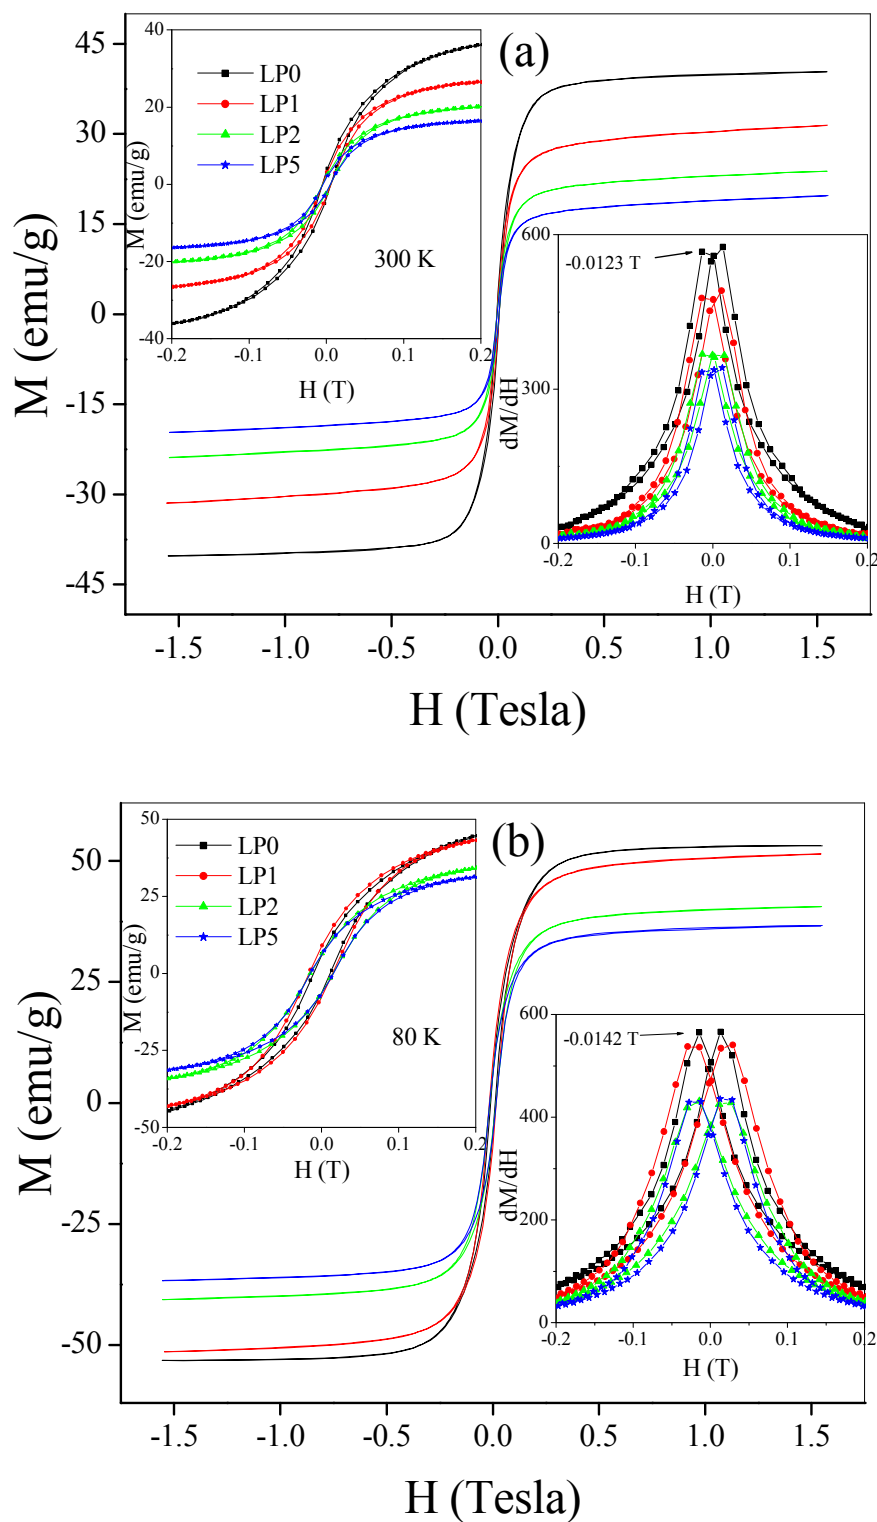 (a)
M (emu/g)
45
30
15
0
-15
-30
-45
-1.5 -1.0 -0.5 0.0 0.5 1.0 1.5
H (Tesla)
M (emu/g)
40
20
0
-20
-40
LP0
LP1
LP2
LP5
300 K
-0.2 -0.1 0.0 0.1 0.2
H (T)
dM/dH
600
300
0
-0.0123 T
-0.2 -0.1 0.0 0.1 0.2
H (T)
(b)
M (emu/g)
50
25
0
-25
-50
-1.5 -1.0 -0.5 0.0 0.5 1.0 1.5
H (Tesla)
M (emu/g)
50
25
0
-25
-50
LP0
LP1
LP2
LP5
80 K
-0.2 -0.1 0.0 0.1 0.2
H (T)
dM/dH
600
400
200
0
-0.0142 T
-0.2 -0.1 0.0 0.1 0.2
H (T)